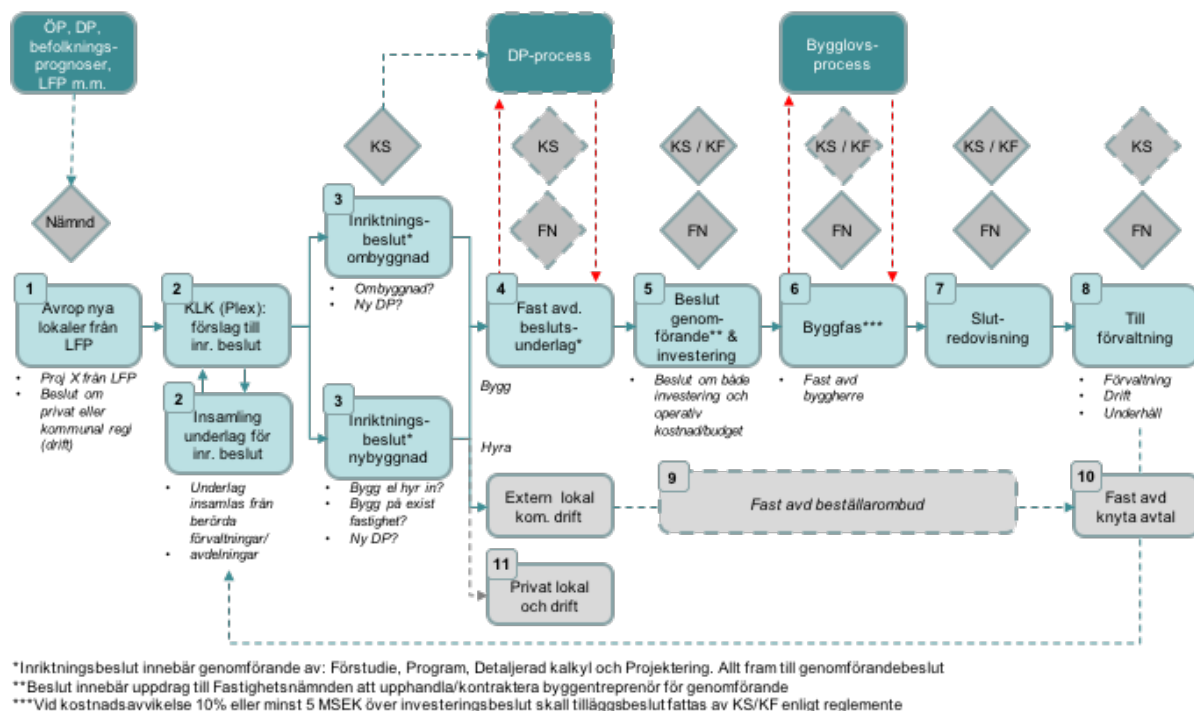 ÖP, DP,
befolknings-
prognoser,
LFP m.m.
DP-process
Bygglovs-
process
KS
KS
KS / KF
KS / KF
KS / KF
KS
Nämnd
FN
FN
FN
FN
FN
3
Inriktnings-
beslut*
ombyggnad
• Ombyggnad?
• Ny DP?
1
Avrop nya
lokaler från
LFP
• Proj X från LFP
• Beslut om
privat eller
kommunal regi
(drift)
2
KLK (Plex):
förslag till
inr. beslut
2
Insamling
underlag för
inr. beslut
• Underlag
insamlas från
berörda
förvaltningar/
• avdelningar
3
Inriktnings-
beslut*
nybyggnad
• Bygg el hyr in?
• Bygg på exist
fastighet?
• Ny DP?
4
Fast avd.
besluts-
underlag*
Bygg
Hyra
5
Beslut
genom-
förande** &
investering
• Beslut om både
investering och
operativ
kostnad/budget
6
Byggfas***
• Fast avd
byggherre
7
Slut-
redovisning
8
Till
förvaltning
• Förvaltning
• Drift
• Underhåll
Extern lokal
kom. drift
9
Fast avd beställarombud
10
Fast avd
knyta avtal
11
Privat lokal
och drift
*Inriktningsbeslut innebär genomförande av: Förstudie, Program, Detaljerad kalkyl och Projektering. Allt fram till genomförandebeslut
**Beslut innebär uppdrag till Fastighetsnämnden att upphandla/kontraktera byggentreprenör för genomförande
***Vid kostnadsavvikelse 10% eller minst 5 MSEK över investeringsbeslut skall tilläggsbeslut fattas av KS/KF enligt reglemente